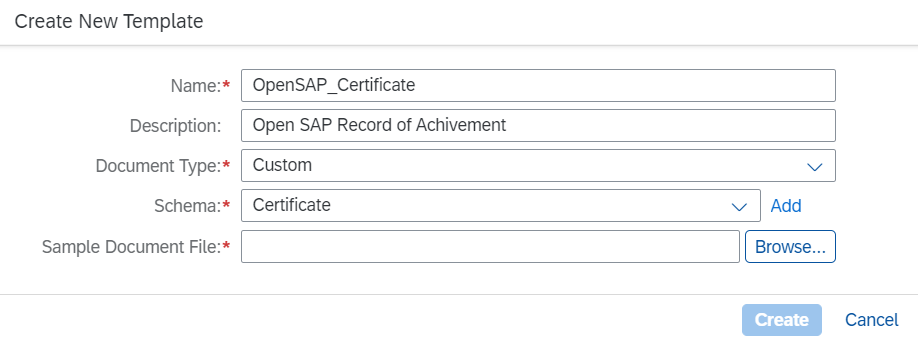 Create New Template
Name:* OpenSAP_Certificate
Description: Open SAP Record of Achivement
Document Type:* Custom
Schema:* Certificate Add
Sample Document File:* Browse...
Create Cancel